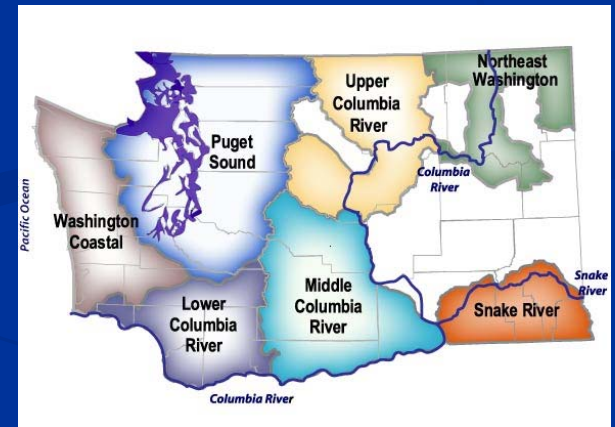 Northeast
Washington
Upper
Columbia
River
Puget
Sound
Columbia
River
Pacific Ocean
Washington
Coastal
Middle
Columbia
River
Snake
River
Snake River
Lower
Columbia
River
Columbia River